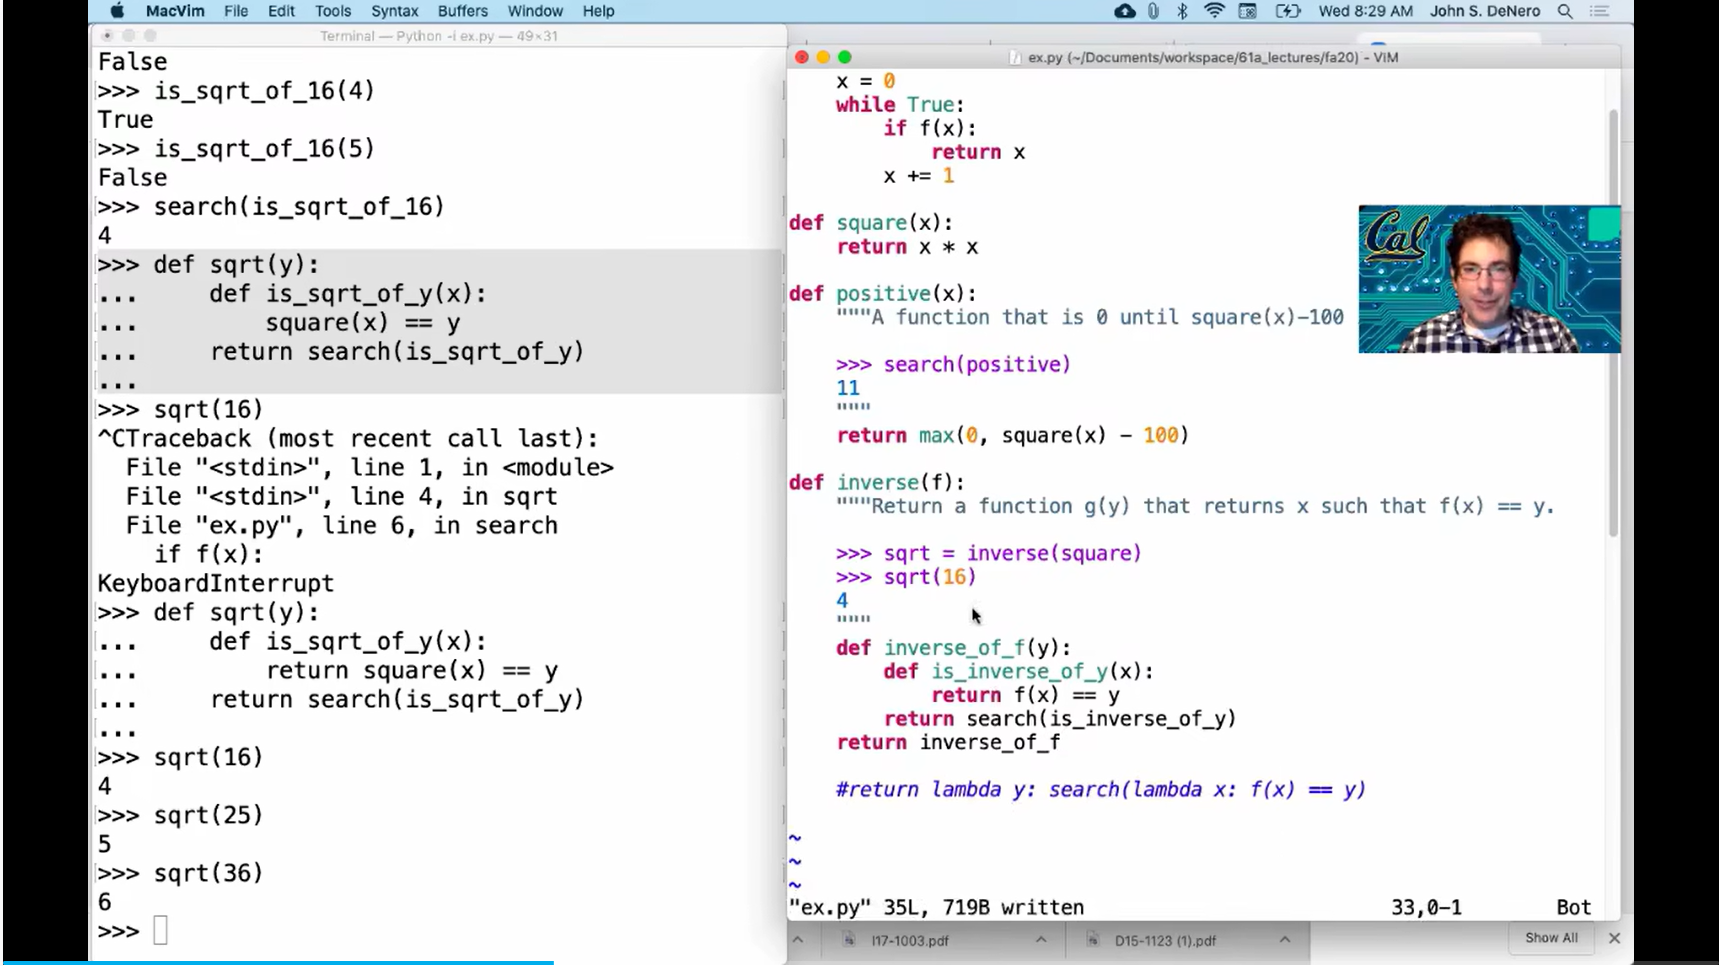 MacVim File Edit Tools Syntax Buffers Window Help Wed 8:29 AM John S. DeNero
Terminal — Python -i ex.py — 49×31
False
>>> is_sqrt_of_16(4)
True
>>> is_sqrt_of_16(5)
False
>>> search(is_sqrt_of_16)
4
>>> def sqrt(y):
...     def is_sqrt_of_y(x):
...         square(x) == y
...     return search(is_sqrt_of_y)
...
>>> sqrt(16)
^CTraceback (most recent call last):
  File "<stdin>", line 1, in <module>
  File "<stdin>", line 4, in sqrt
  File "ex.py", line 6, in search
    if f(x):
KeyboardInterrupt
>>> def sqrt(y):
...     def is_sqrt_of_y(x):
...         return square(x) == y
...     return search(is_sqrt_of_y)
...
>>> sqrt(16)
4
>>> sqrt(25)
5
>>> sqrt(36)
6
>>>
ex.py (~/Documents/workspace/61a_lectures/fa20) - VIM
    x = 0
    while True:
        if f(x):
            return x
        x += 1
def square(x):
    return x * x
def positive(x):
    """A function that is 0 until square(x)-100
    >>> search(positive)
    11
    """
    return max(0, square(x) - 100)
def inverse(f):
    """Return a function g(y) that returns x such that f(x) == y.
    >>> sqrt = inverse(square)
    >>> sqrt(16)
    4
    """
    def inverse_of_f(y):
        def is_inverse_of_y(x):
            return f(x) == y
        return search(is_inverse_of_y)
    return inverse_of_f
    #return lambda y: search(lambda x: f(x) == y)
~
~
~
"ex.py" 35L, 719B written 33,0-1 Bot
Cal
I17-1003.pdf D15-1123 (1).pdf Show All